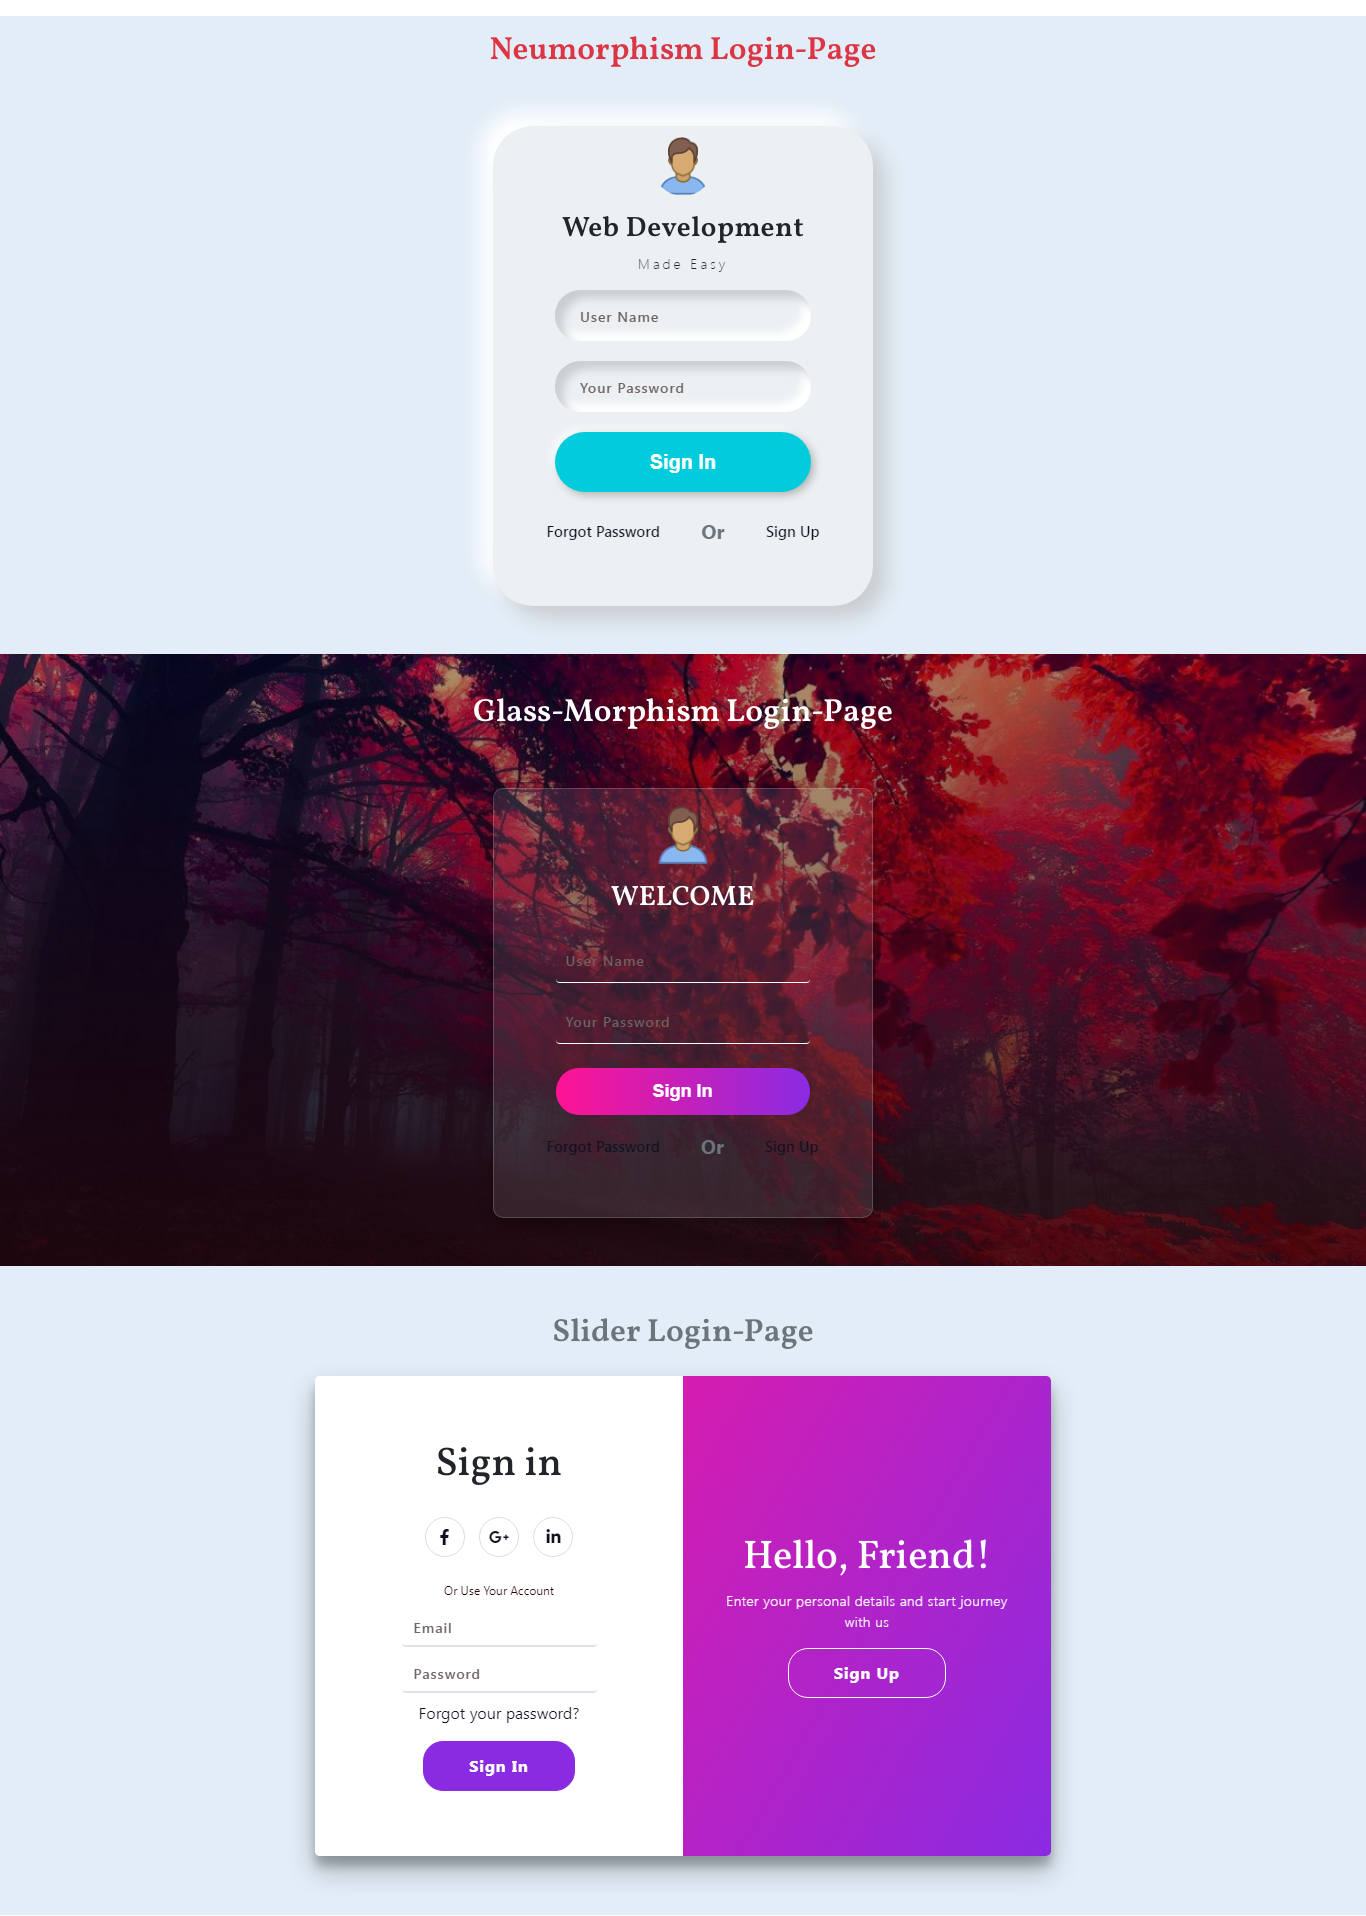 Neumorphism Login-Page
Web Development
Made Easy
User Name
Your Password
Sign In
Forgot Password Or Sign Up
Glass-Morphism Login-Page
WELCOME
User Name
Your Password
Sign In
Forgot Password Or Sign Up
Slider Login-Page
Sign in
f G+ in
Or Use Your Account
Email
Password
Forgot your password?
Sign In
Hello, Friend!
Enter your personal details and start journey
with us
Sign Up